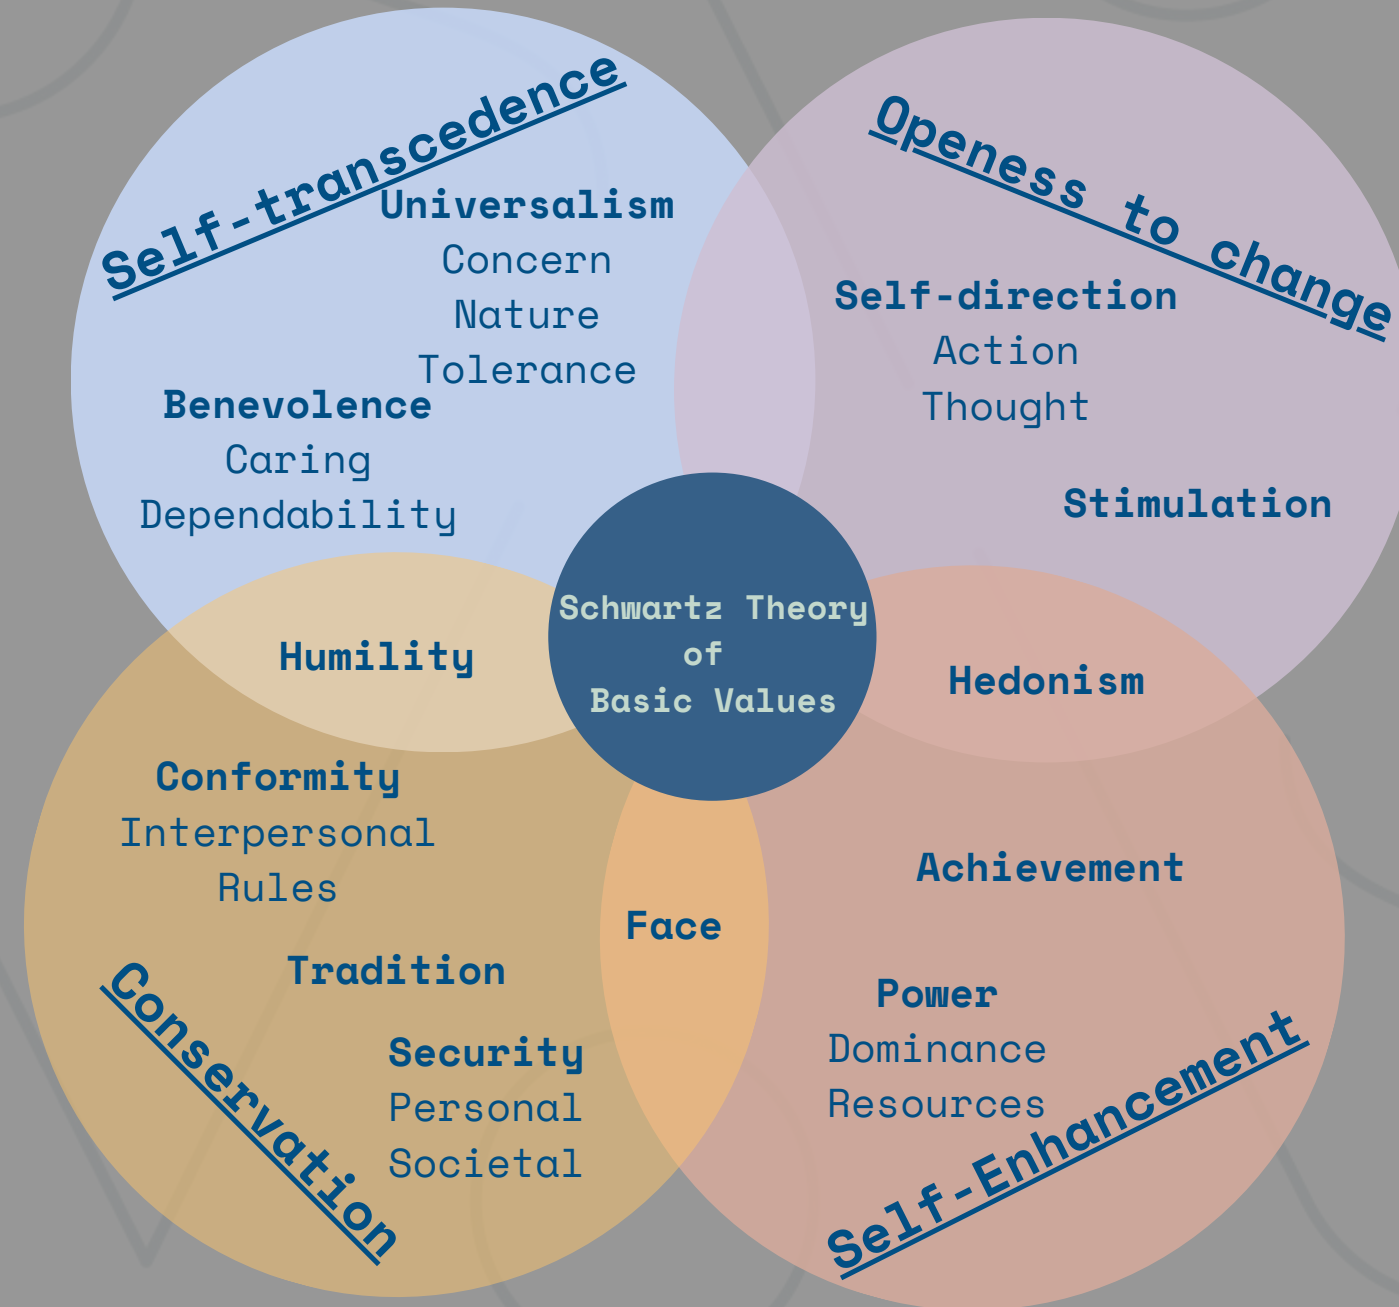 Self-transcedence
Universalism
Concern
Nature
Tolerance
Benevolence
Caring
Dependability
Openess to change
Self-direction
Action
Thought
Stimulation
Schwartz Theory
of
Basic Values
Humility
Hedonism
Conformity
Interpersonal
Rules
Tradition
Security
Personal
Societal
Conservation
Face
Achievement
Power
Dominance
Resources
Self-Enhancement